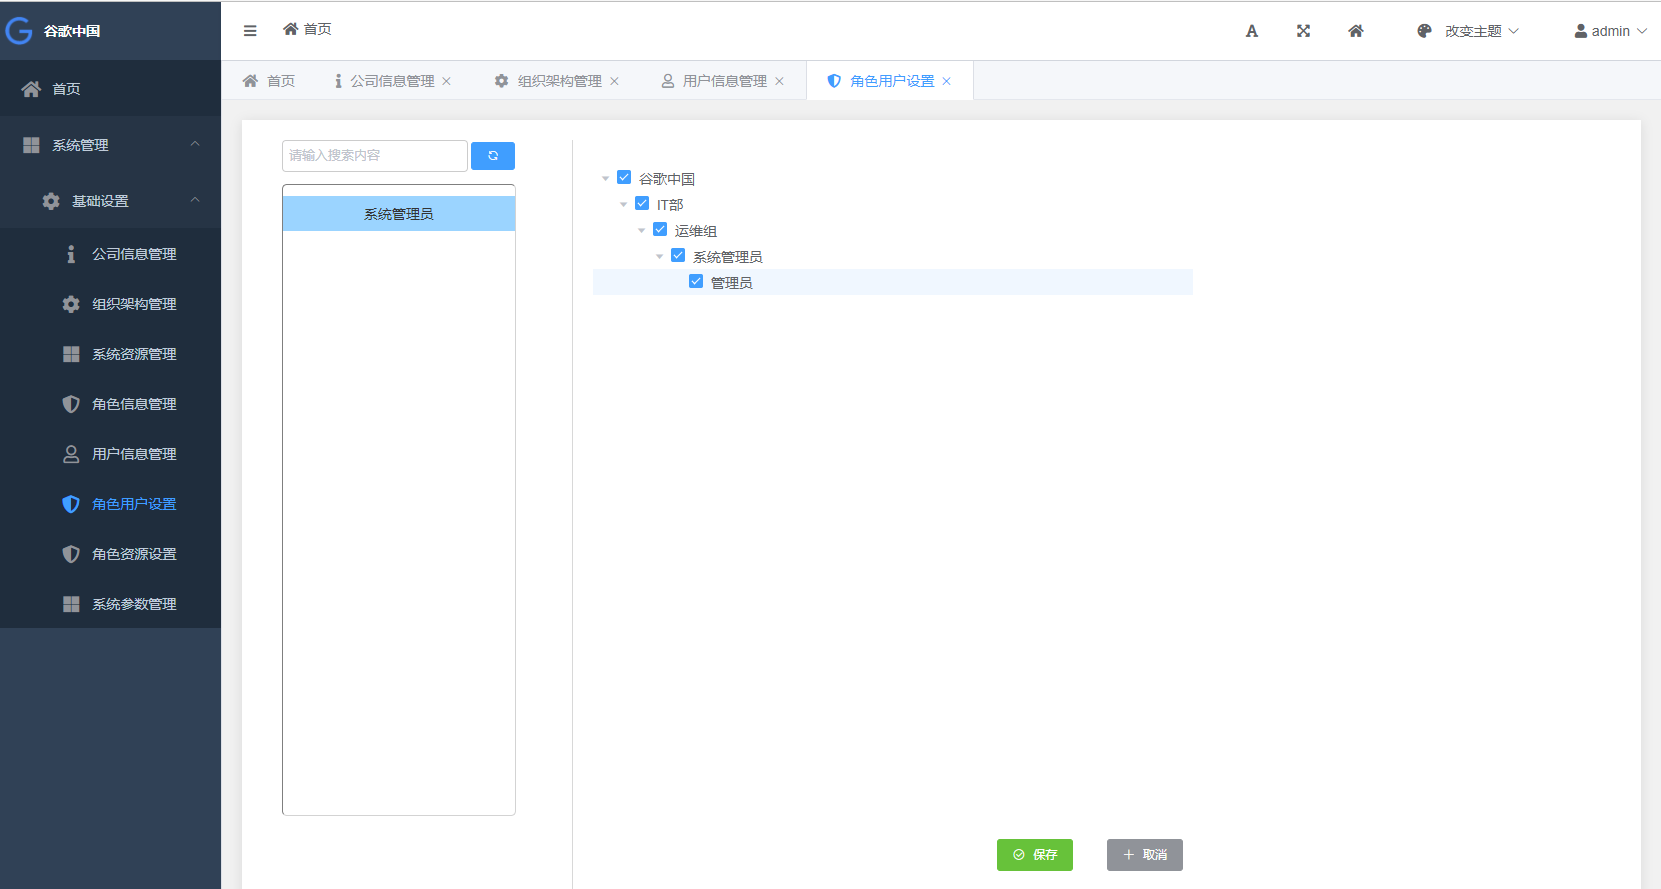 谷歌中国
首页
A
改变主题
admin
首页
公司信息管理
组织架构管理
用户信息管理
角色用户设置
首页
系统管理
基础设置
公司信息管理
组织架构管理
系统资源管理
角色信息管理
用户信息管理
角色用户设置
角色资源设置
系统参数管理
请输入搜索内容
系统管理员
谷歌中国
IT部
运维组
系统管理员
管理员
保存
取消